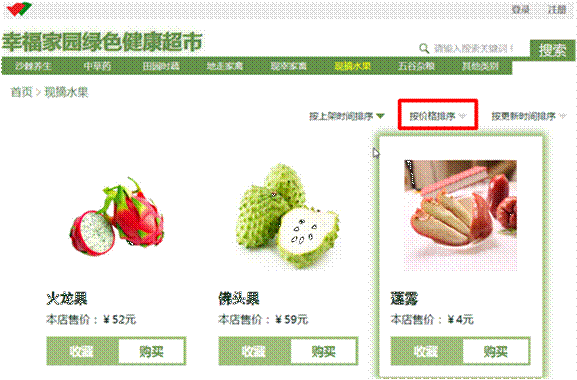 登录 注册
幸福家园绿色健康超市
请输入搜索关键词！ 搜索
沙棘养生 中草药 田园时蔬 地走家禽 现宰家禽 现摘水果 五谷杂粮 其他类别
首页 > 现摘水果
按上架时间排序 按价格排序 按更新时间排序
火龙果 佛头果 莲雾
本店售价：￥52元 本店售价：￥59元 本店售价：￥4元
收藏 购买 收藏 购买 收藏 购买